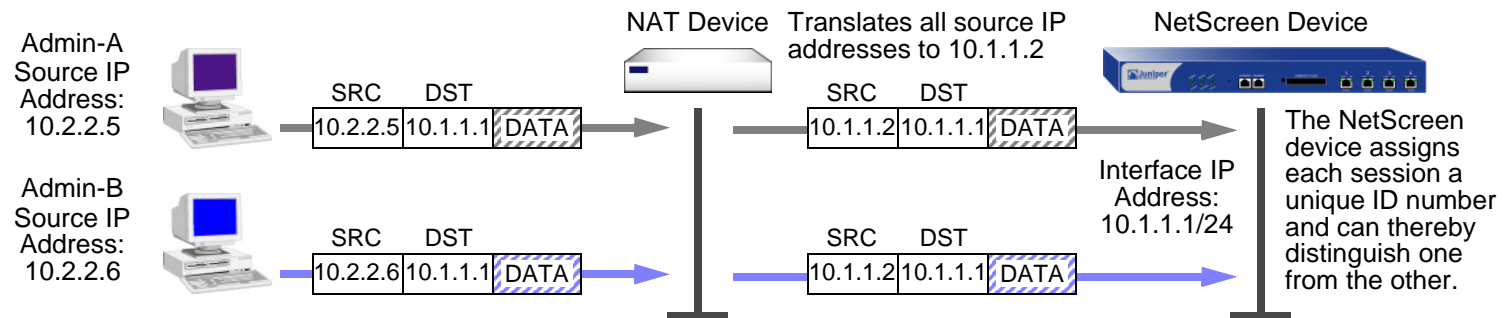 Admin-A
Source IP
Address:
10.2.2.5
SRC DST
10.2.2.5 10.1.1.1 DATA
NAT Device
Translates all source IP
addresses to 10.1.1.2
SRC DST
10.1.1.2 10.1.1.1 DATA
NetScreen Device
Juniper
1 2 3 4
The NetScreen
device assigns
each session a
unique ID number
and can thereby
distinguish one
from the other.
Interface IP
Address:
10.1.1.1/24
Admin-B
Source IP
Address:
10.2.2.6
SRC DST
10.2.2.6 10.1.1.1 DATA
SRC DST
10.1.1.2 10.1.1.1 DATA